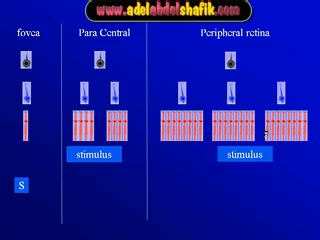 www.adelabdelshafik.com
fovea Para Central Peripheral retina
stimulus stimulus
S